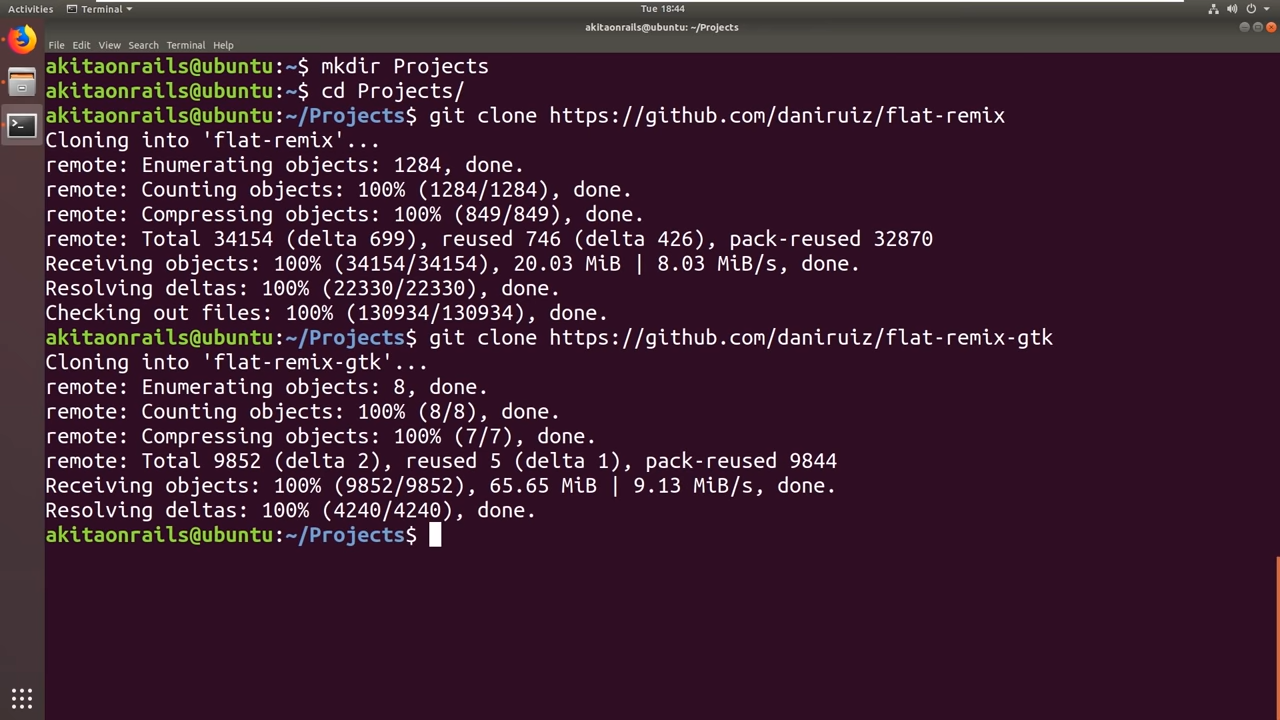 Activities Terminal Tue 18:44
akitaonrails@ubuntu: ~/Projects
File Edit View Search Terminal Help
akitaonrails@ubuntu:~$ mkdir Projects
akitaonrails@ubuntu:~$ cd Projects/
akitaonrails@ubuntu:~/Projects$ git clone https://github.com/daniruiz/flat-remix
Cloning into 'flat-remix'...
remote: Enumerating objects: 1284, done.
remote: Counting objects: 100% (1284/1284), done.
remote: Compressing objects: 100% (849/849), done.
remote: Total 34154 (delta 699), reused 746 (delta 426), pack-reused 32870
Receiving objects: 100% (34154/34154), 20.03 MiB | 8.03 MiB/s, done.
Resolving deltas: 100% (22330/22330), done.
Checking out files: 100% (130934/130934), done.
akitaonrails@ubuntu:~/Projects$ git clone https://github.com/daniruiz/flat-remix-gtk
Cloning into 'flat-remix-gtk'...
remote: Enumerating objects: 8, done.
remote: Counting objects: 100% (8/8), done.
remote: Compressing objects: 100% (7/7), done.
remote: Total 9852 (delta 2), reused 5 (delta 1), pack-reused 9844
Receiving objects: 100% (9852/9852), 65.65 MiB | 9.13 MiB/s, done.
Resolving deltas: 100% (4240/4240), done.
akitaonrails@ubuntu:~/Projects$